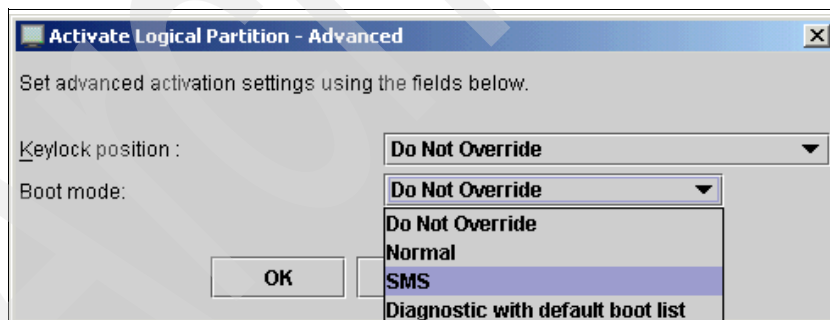 Activate Logical Partition - Advanced
Set advanced activation settings using the fields below.
Keylock position : Do Not Override
Boot mode: Do Not Override
Do Not Override
Normal
OK SMS
Diagnostic with default boot list